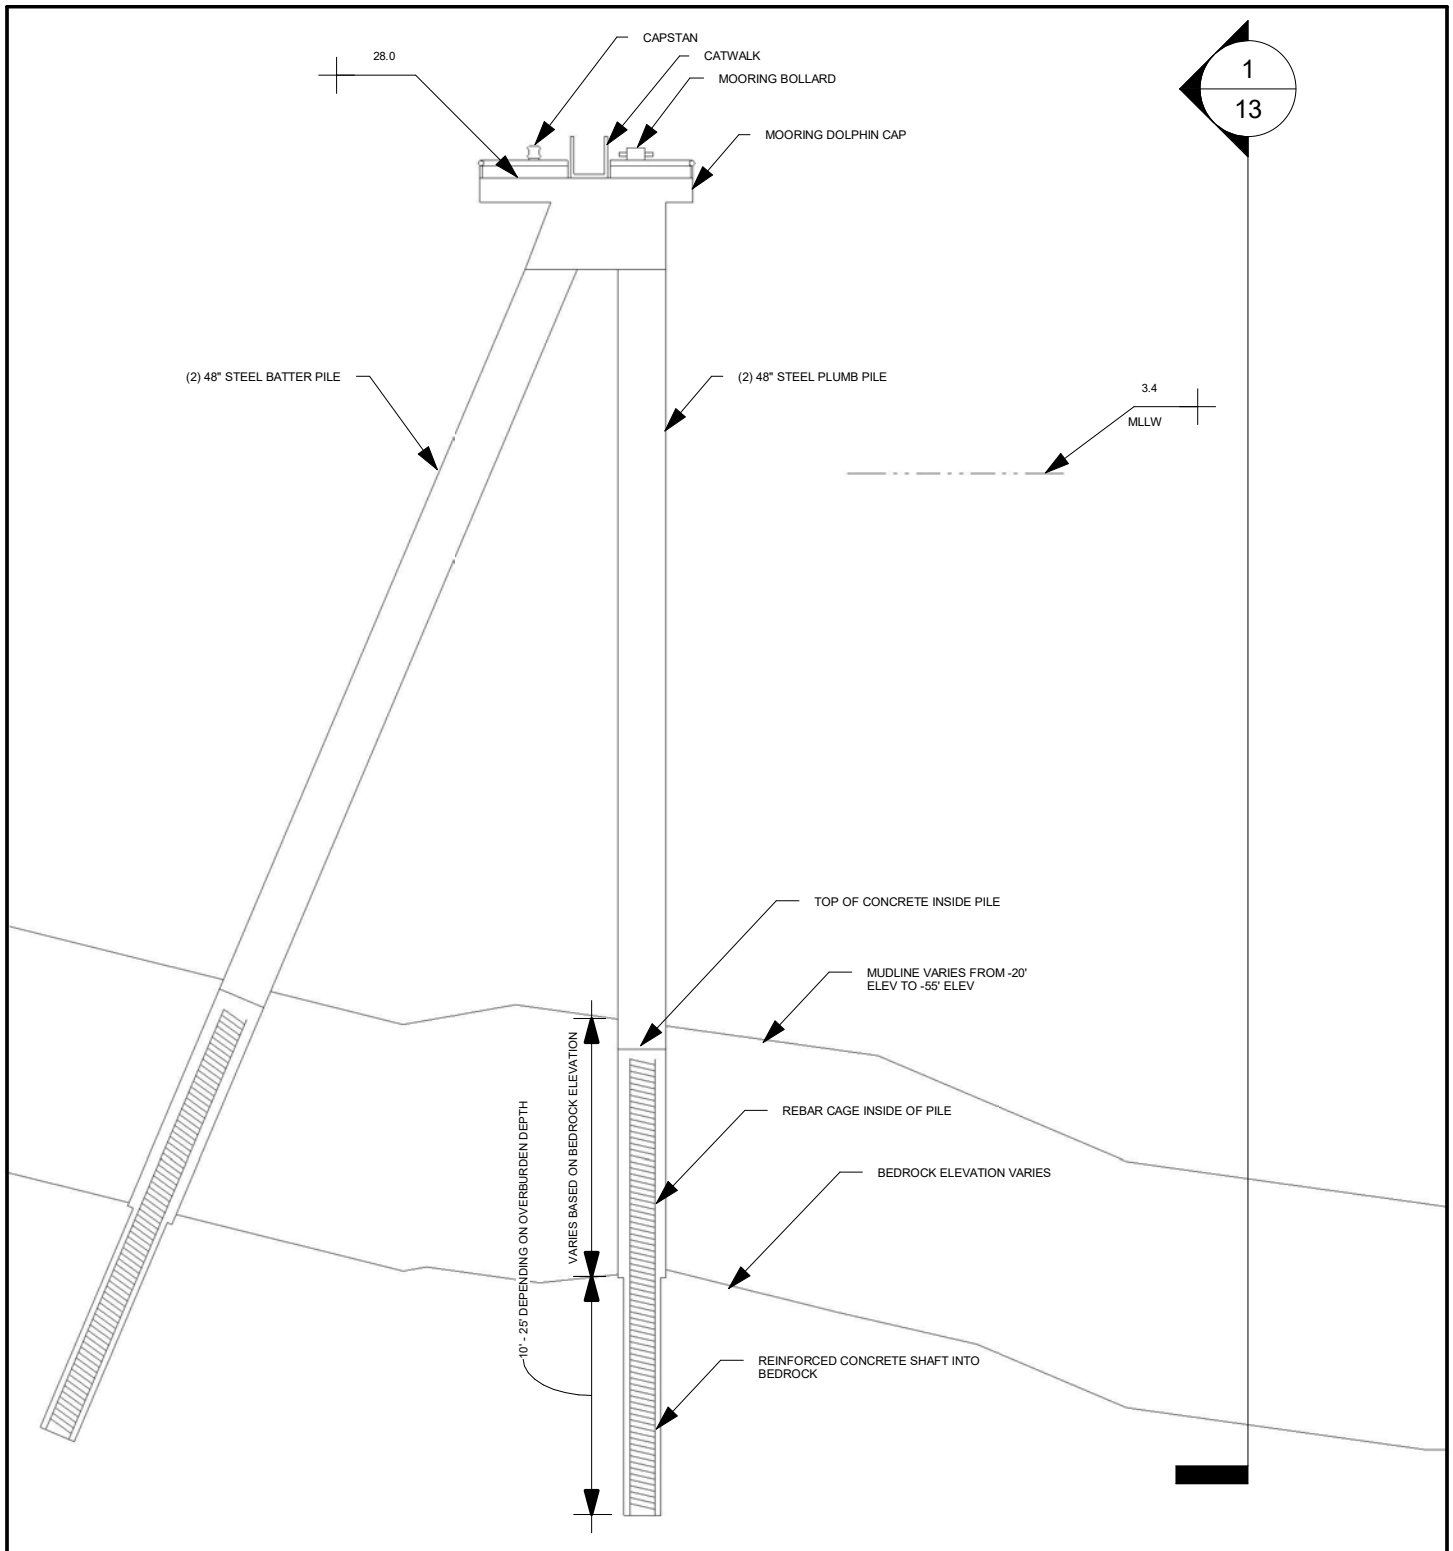 CAPSTAN
28.0
CATWALK
MOORING BOLLARD
1
13
MOORING DOLPHIN CAP
(2) 48" STEEL BATTER PILE
(2) 48" STEEL PLUMB PILE
3.4
MLLW
TOP OF CONCRETE INSIDE PILE
MUDLINE VARIES FROM -20'
ELEV TO -55' ELEV
VARIES BASED ON BEDROCK ELEVATION
10' - 25' DEPENDING ON OVERBURDEN DEPTH
REBAR CAGE INSIDE OF PILE
BEDROCK ELEVATION VARIES
REINFORCED CONCRETE SHAFT INTO
BEDROCK